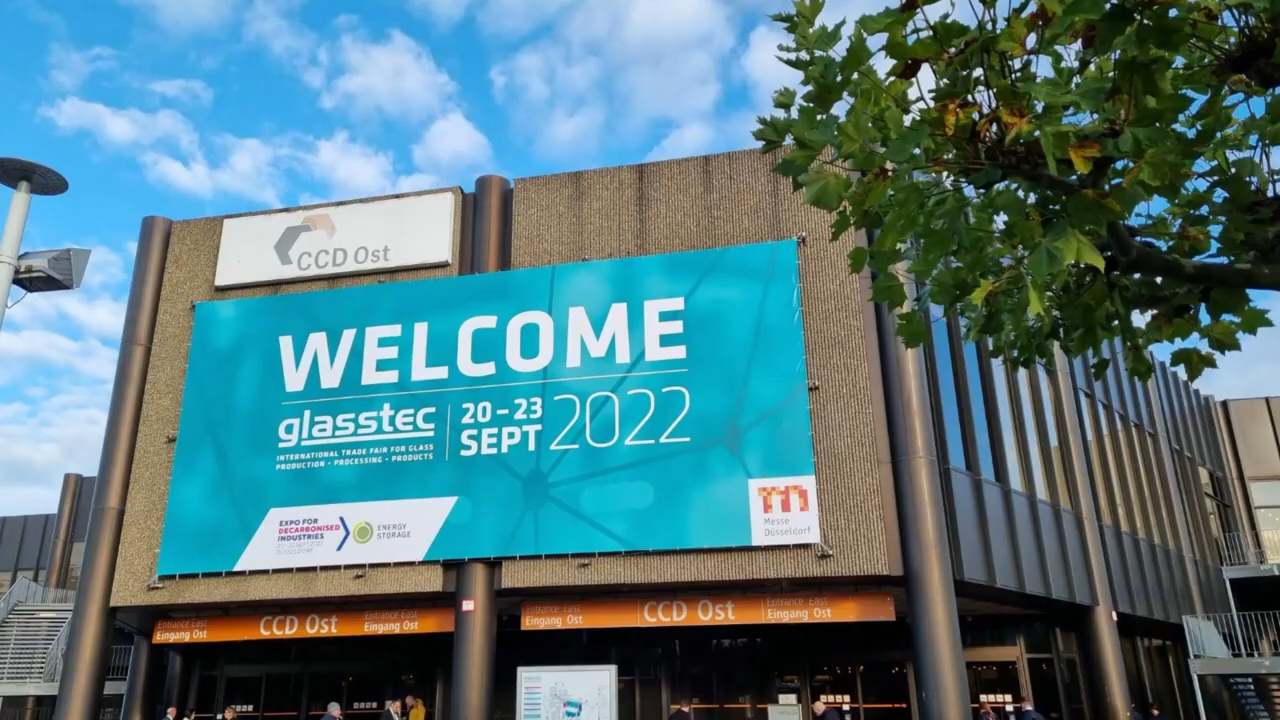 CCD Ost
WELCOME
glasstec
INTERNATIONAL TRADE FAIR FOR GLASS
PRODUCTION • PROCESSING • PRODUCTS
20 – 23
SEPT
2022
EXPO FOR
DECARBONISED
INDUSTRIES
ENERGY
STORAGE
Messe
Düsseldorf
Entrance East
Eingang Ost
CCD Ost
Entrance East
Eingang Ost
Entrance East
Eingang Ost
CCD Ost
Entrance East
Eingang Ost